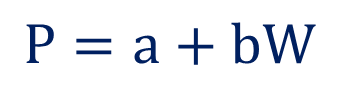 P = a + bW